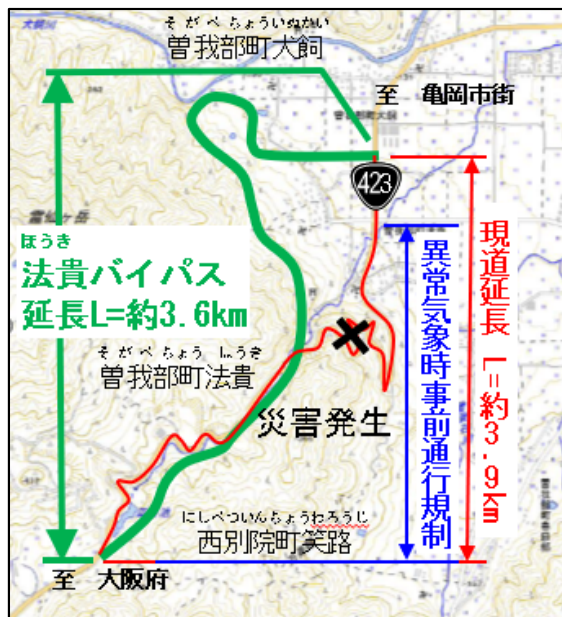 そがべちょういぬかい
曽我部町犬飼
至 亀岡市街
423
ほうき
法貴バイパス
延長L=約3.6km
そがべちょう ほうき
曽我部町法貴
災害発生
異常気象時事前通行規制
現道延長 L=約3.9km
にしべついんちょうわろうじ
西別院町笑路
至 大阪府